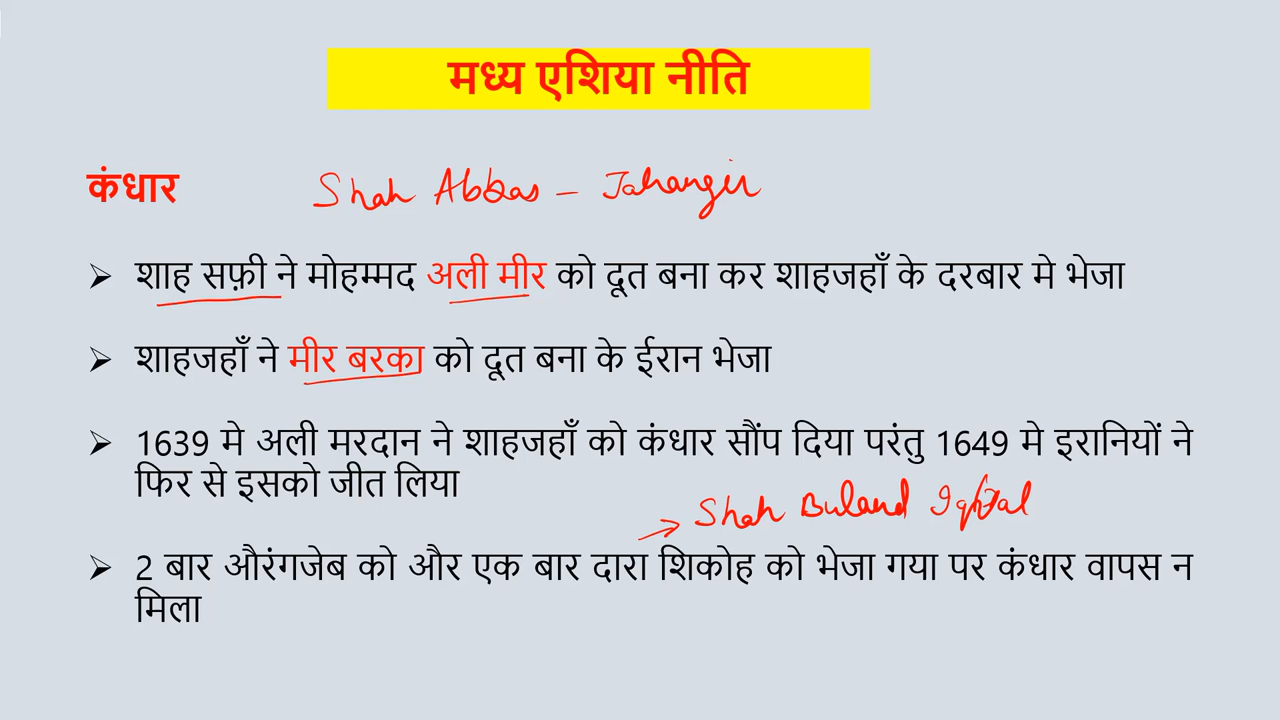 मध्य एशिया नीति
कंधार
Shah Abbas – Jahangir
शाह सफ़ी ने मोहम्मद अली मीर को दूत बना कर शाहजहाँ के दरबार मे भेजा
शाहजहाँ ने मीर बरका को दूत बना के ईरान भेजा
1639 मे अली मरदान ने शाहजहाँ को कंधार सौंप दिया परंतु 1649 मे इरानियों ने
फिर से इसको जीत लिया
→ Shah Buland Iqbal
2 बार औरंगजेब को और एक बार दारा शिकोह को भेजा गया पर कंधार वापस न
मिला